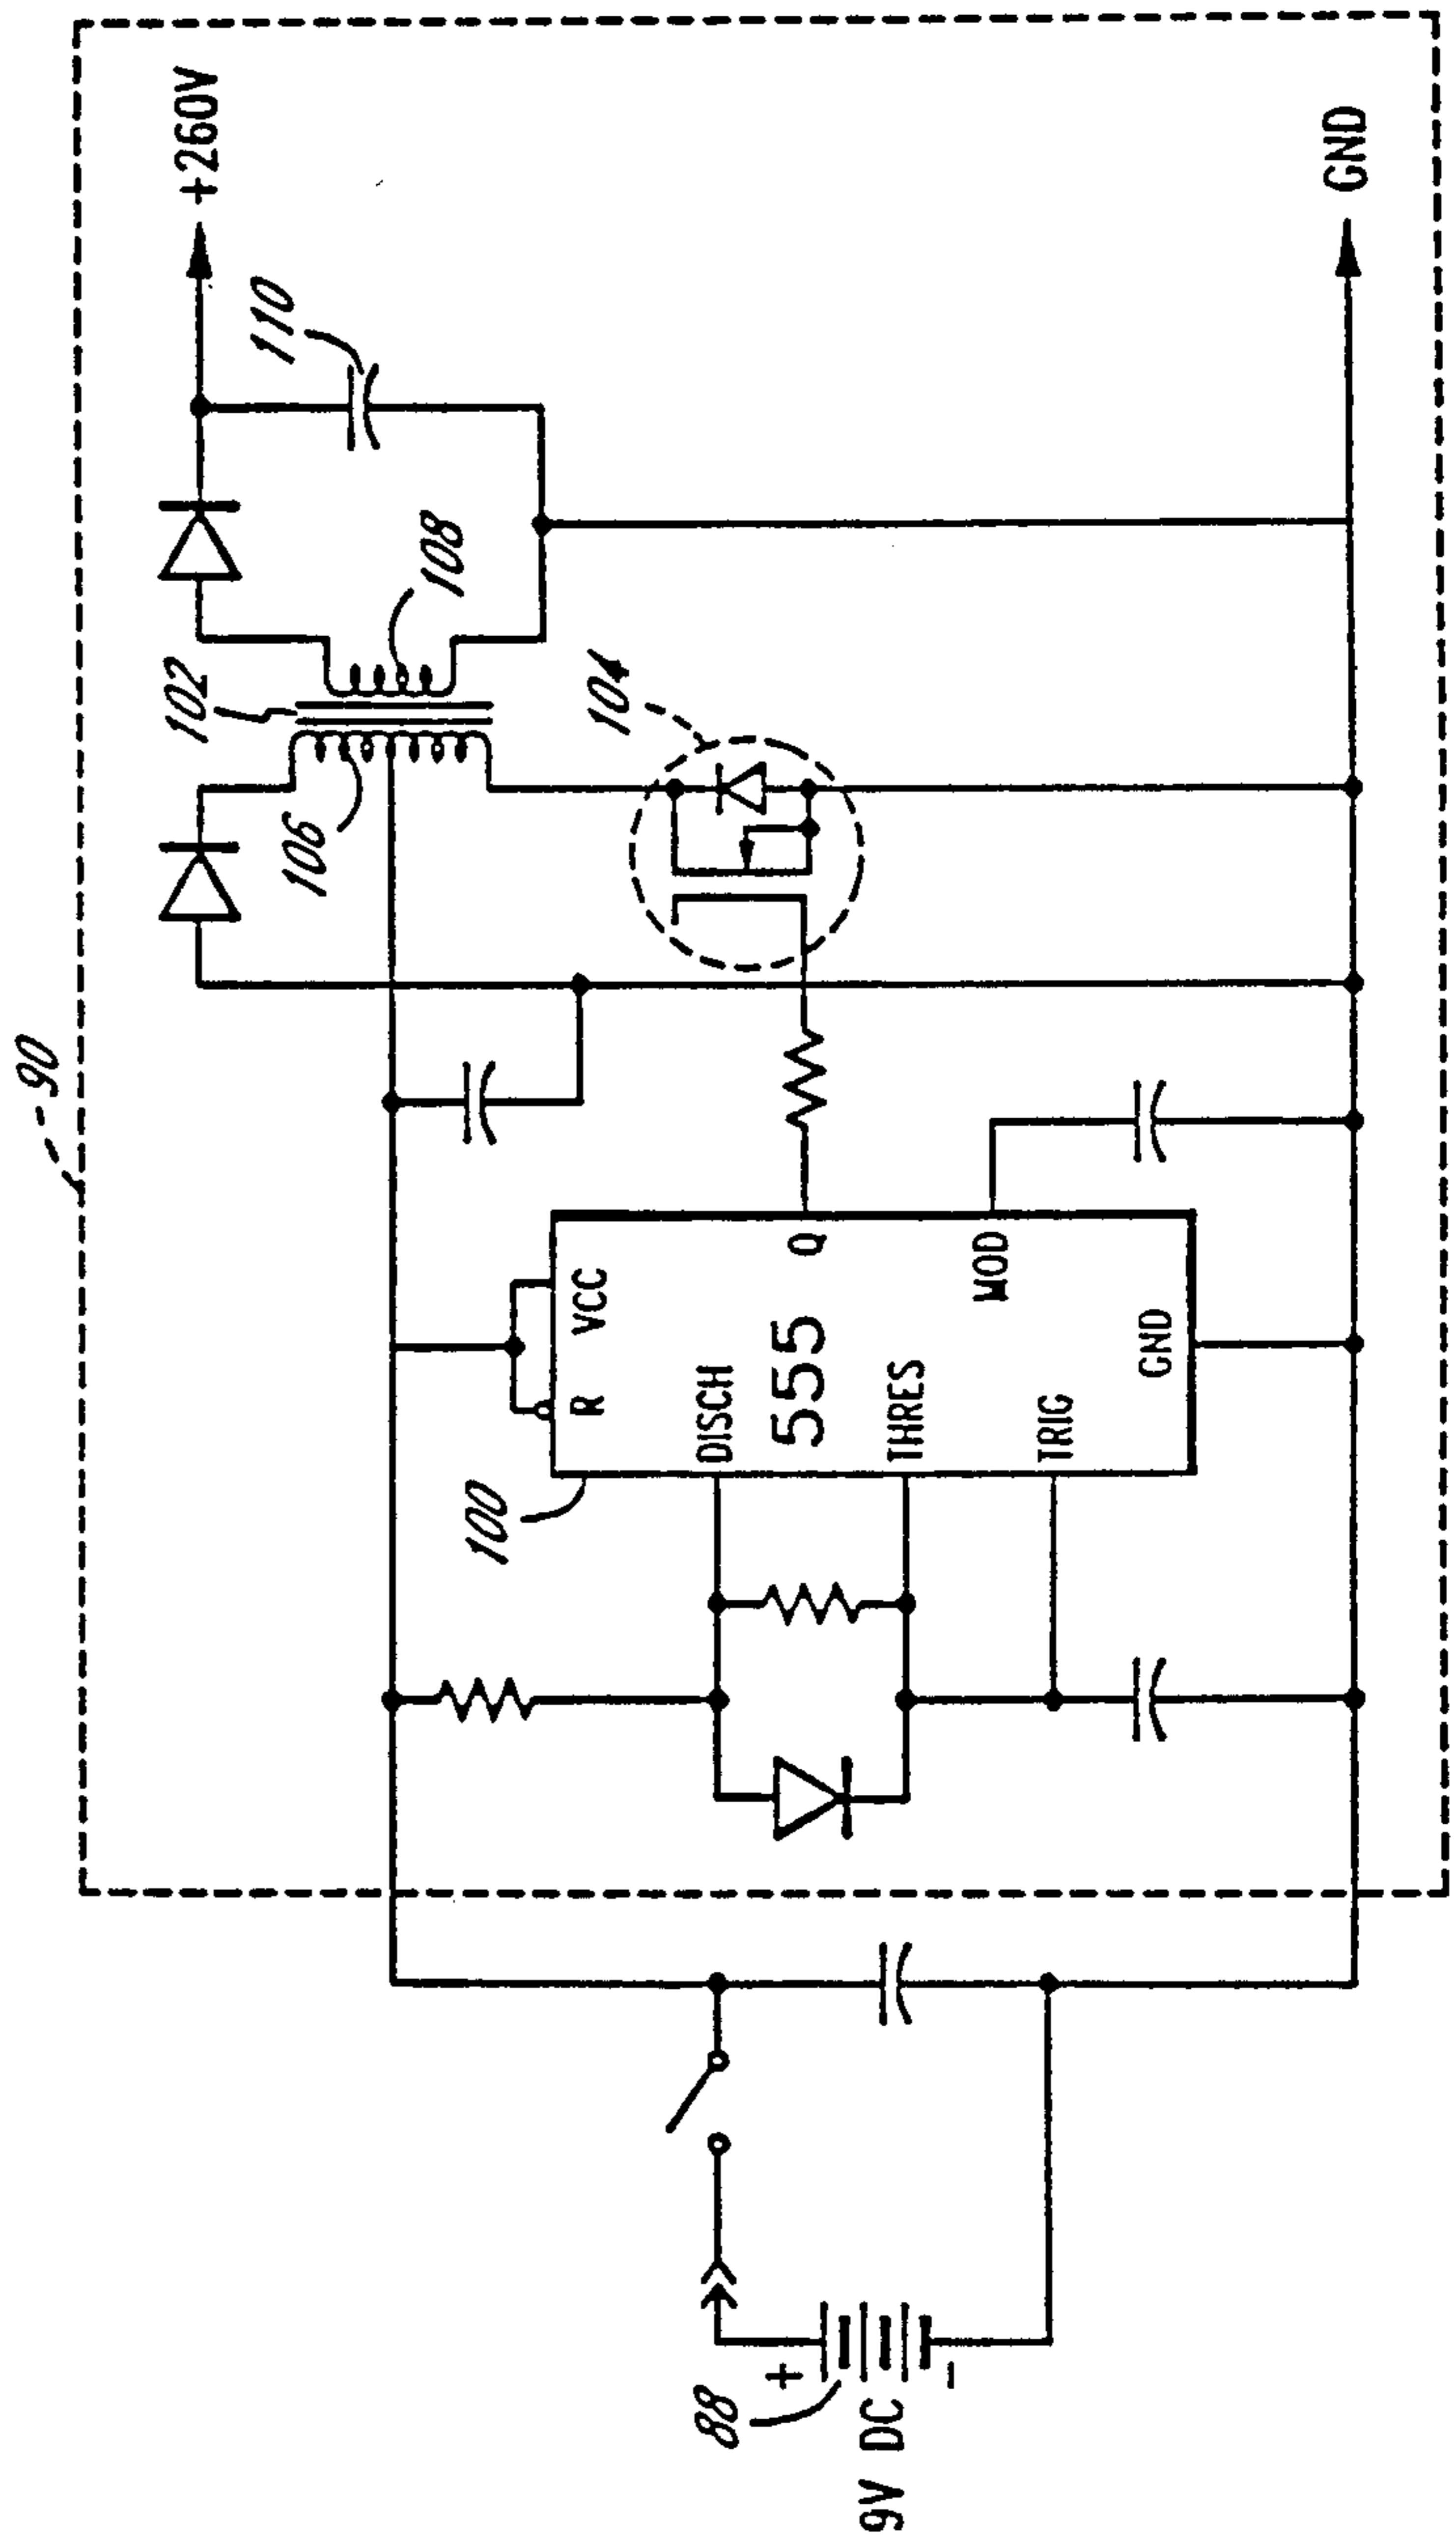 90
+260V
110
102
108
106
104
GND
100
R
VCC
DISCH
555
Q
THRES
MOD
TRIG
GND
88
+
-
9V DC